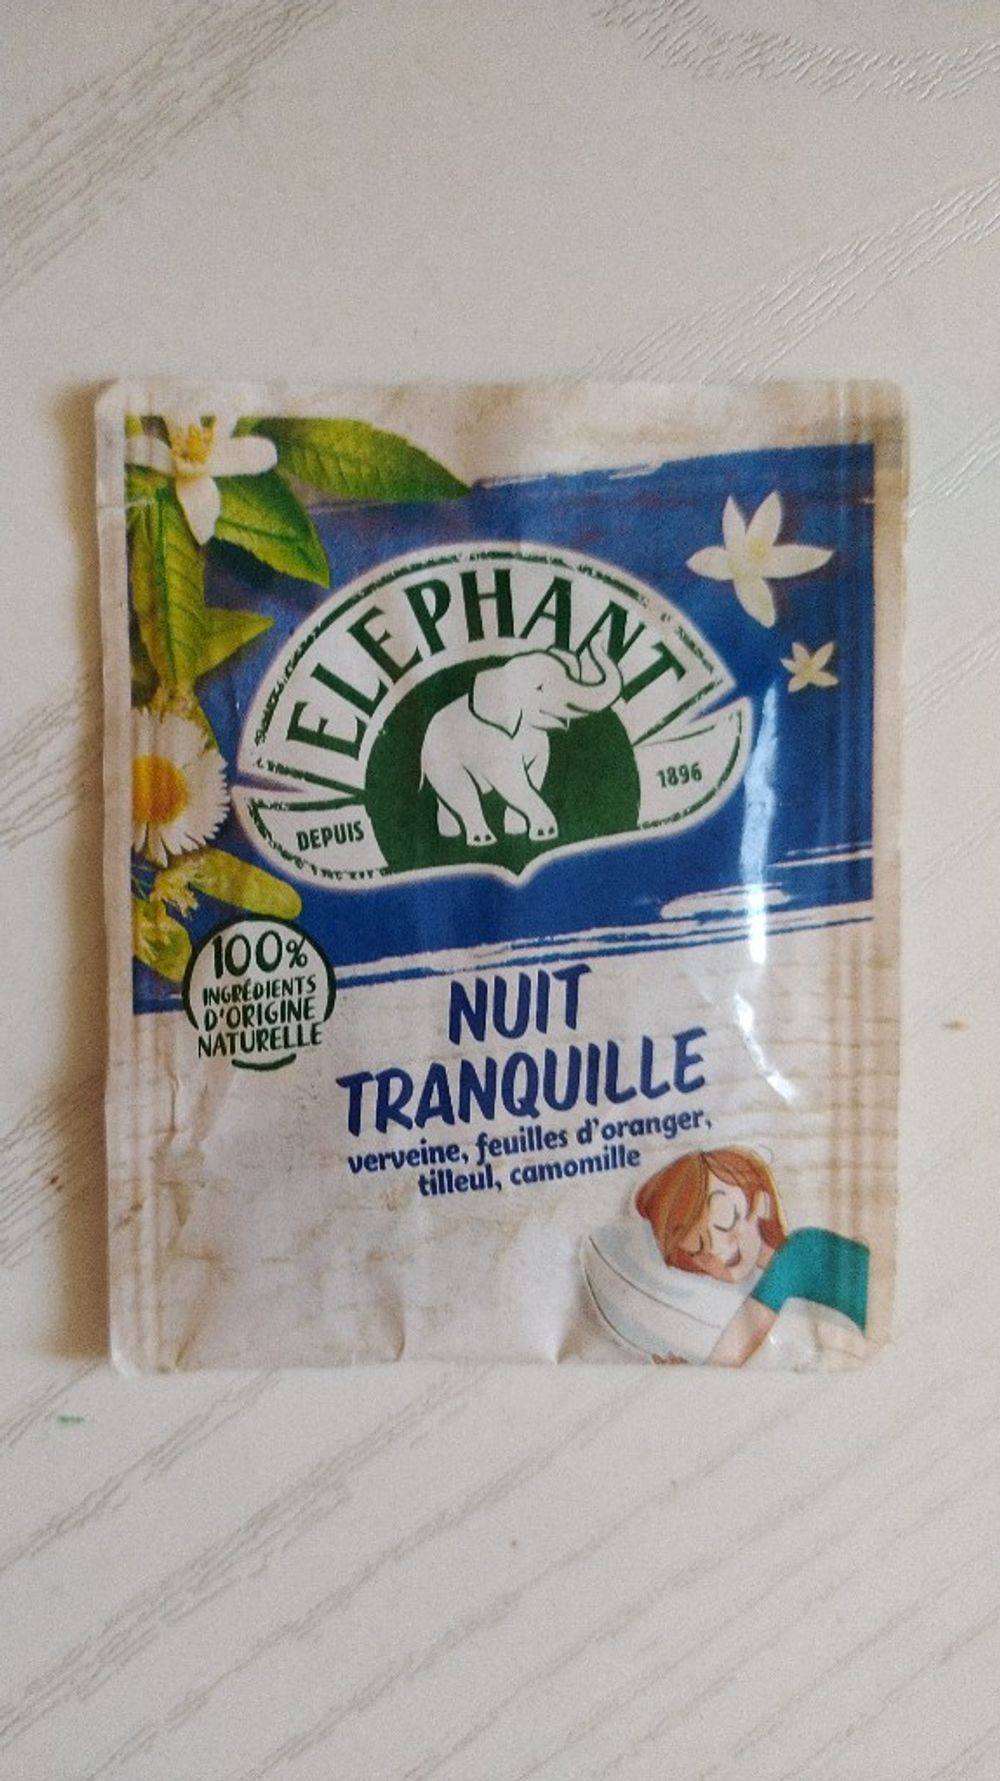 ELEPHANT
DEPUIS
1896
100%
INGRÉDIENTS
D'ORIGINE
NATURELLE
NUIT
TRANQUILLE
verveine, feuilles d'oranger,
tilleul, camomille